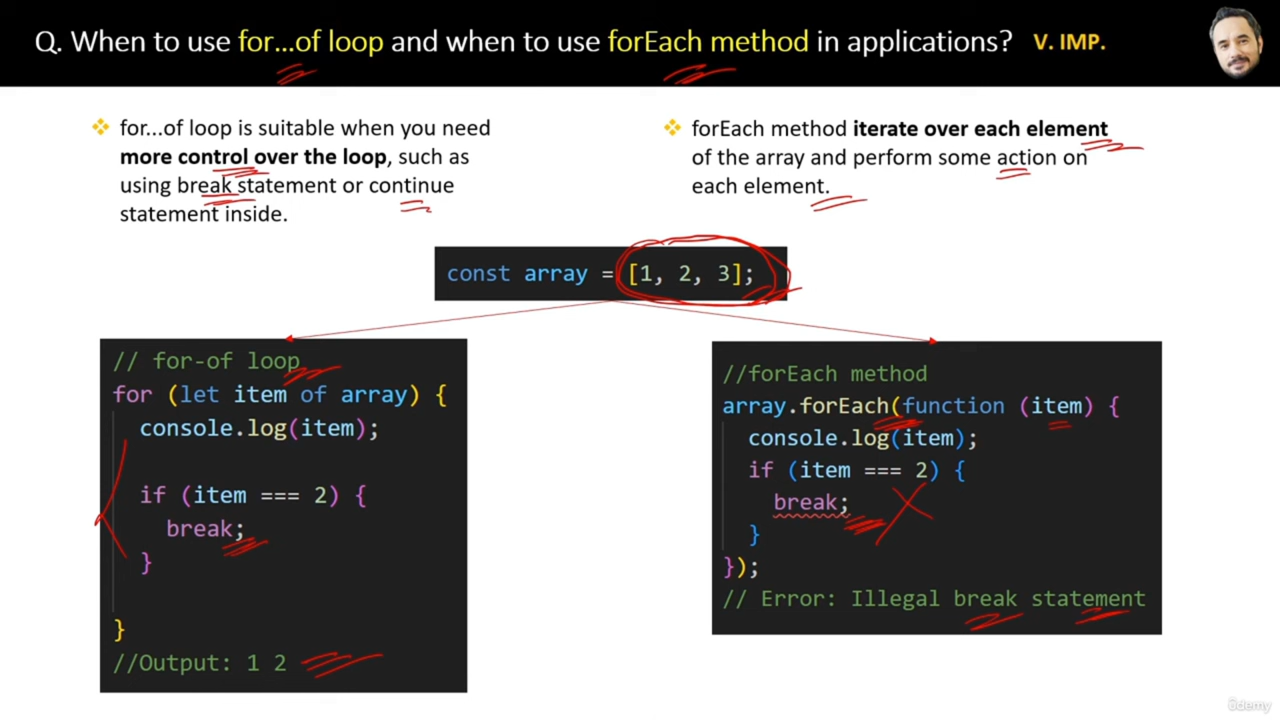 Q. When to use for...of loop and when to use forEach method in applications? V. IMP.
for...of loop is suitable when you need
more control over the loop, such as
using break statement or continue
statement inside.
forEach method iterate over each element
of the array and perform some action on
each element.
const array = [1, 2, 3];
// for-of loop
for (let item of array) {
console.log(item);
if (item === 2) {
break;
}
}
//Output: 1 2
//forEach method
array.forEach(function (item) {
console.log(item);
if (item === 2) {
break;
}
});
// Error: Illegal break statement
ûdemy